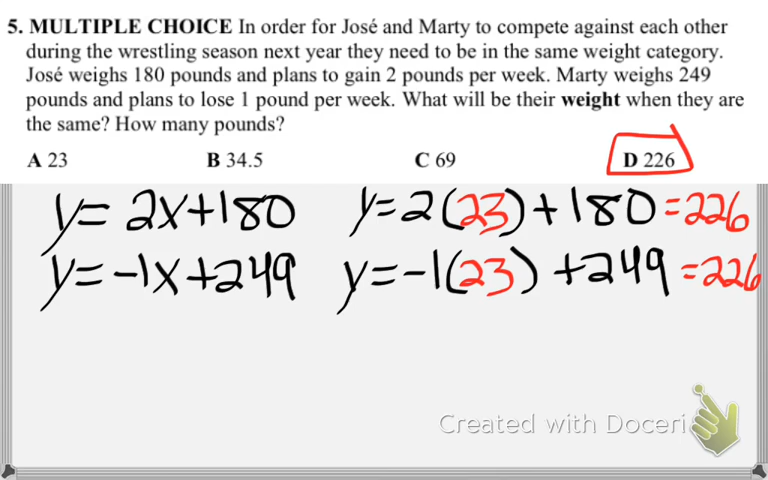 5. MULTIPLE CHOICE In order for José and Marty to compete against each other
during the wrestling season next year they need to be in the same weight category.
José weighs 180 pounds and plans to gain 2 pounds per week. Marty weighs 249
pounds and plans to lose 1 pound per week. What will be their weight when they are
the same? How many pounds?
A 23 B 34.5 C 69 D 226
y=2x+180 y=2(23)+180=226
y=-1x+249 y=-1(23)+249=226
Created with Doceri